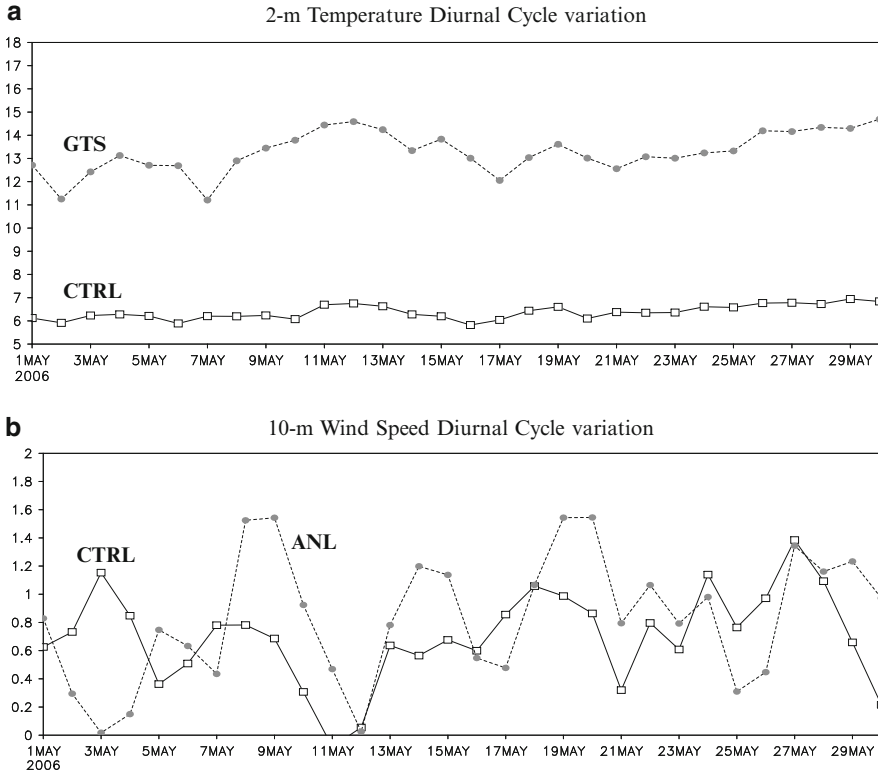 a
2-m Temperature Diurnal Cycle variation
18
17
16
15
14
13
12
11
10
9
8
7
6
5
GTS
CTRL
1MAY 3MAY 5MAY 7MAY 9MAY 11MAY 13MAY 15MAY 17MAY 19MAY 21MAY 23MAY 25MAY 27MAY 29MAY
2006
b
10-m Wind Speed Diurnal Cycle variation
2
1.8
1.6
1.4
1.2
1
0.8
0.6
0.4
0.2
0
CTRL
ANL
1MAY 3MAY 5MAY 7MAY 9MAY 11MAY 13MAY 15MAY 17MAY 19MAY 21MAY 23MAY 25MAY 27MAY 29MAY
2006